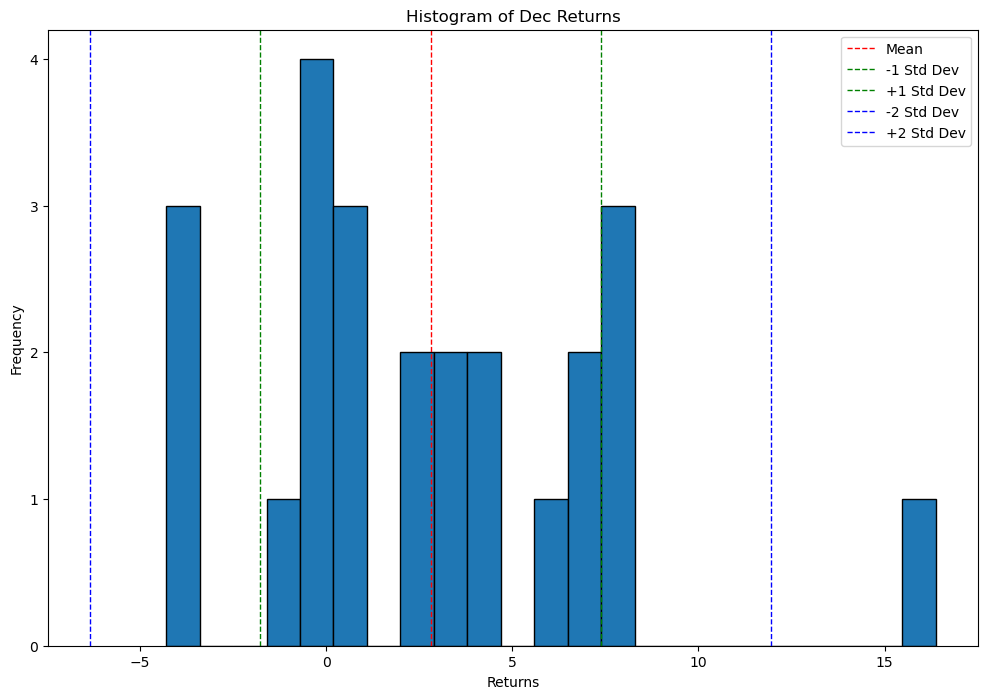 Histogram of Dec Returns
Mean
-1 Std Dev
+1 Std Dev
-2 Std Dev
+2 Std Dev
4
3
2
1
0
Frequency
−5
0
5
10
15
Returns